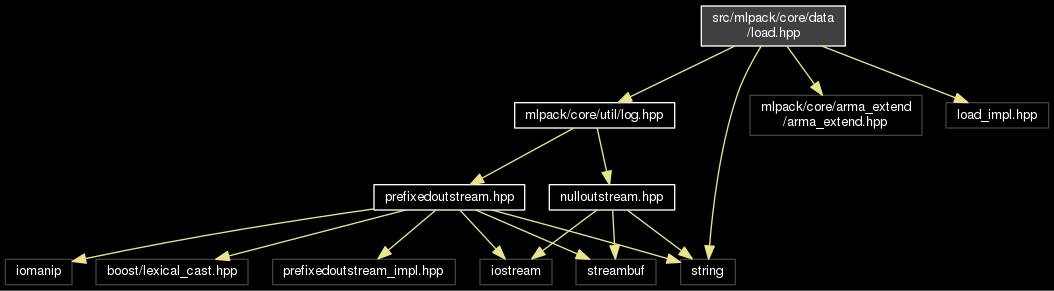 src/mlpack/core/data
/load.hpp
mlpack/core/util/log.hpp
mlpack/core/arma_extend
/arma_extend.hpp
load_impl.hpp
prefixedoutstream.hpp
nulloutstream.hpp
iomanip
boost/lexical_cast.hpp
prefixedoutstream_impl.hpp
iostream
streambuf
string